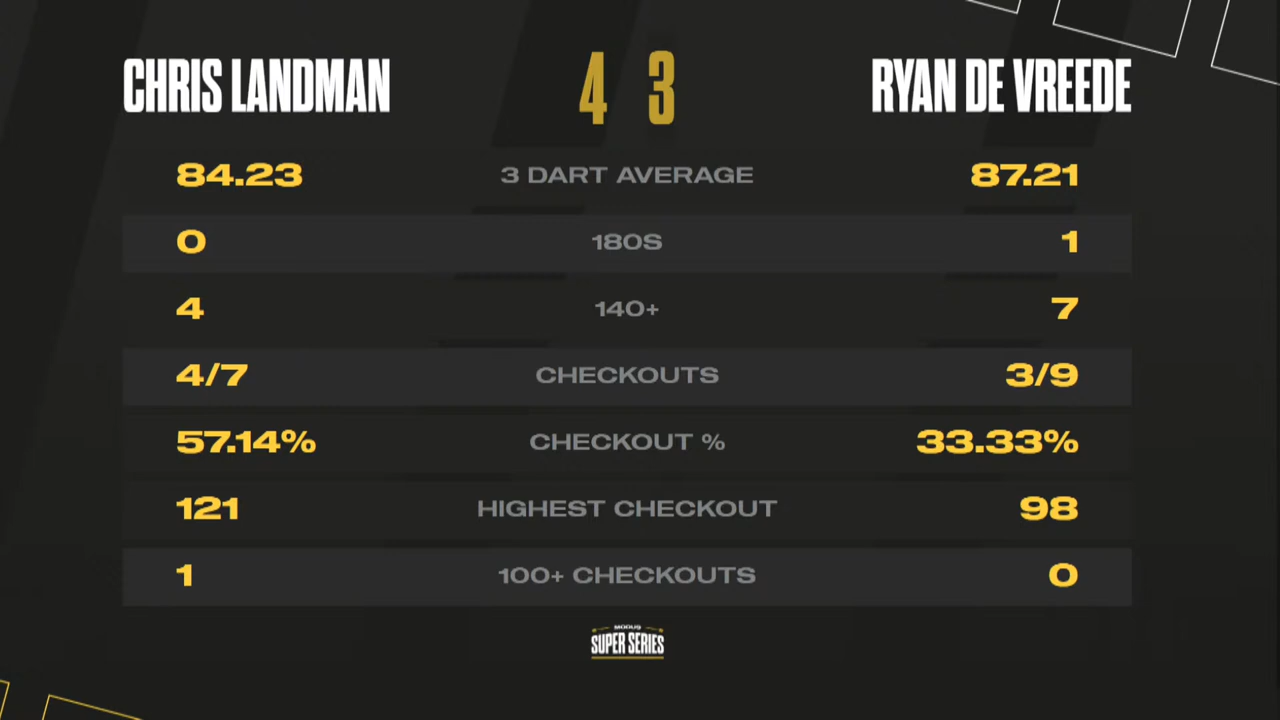 CHRIS LANDMAN 4 3 RYAN DE VREEDE
84.23 3 DART AVERAGE 87.21
0 180S 1
4 140+ 7
4/7 CHECKOUTS 3/9
57.14% CHECKOUT % 33.33%
121 HIGHEST CHECKOUT 98
1 100+ CHECKOUTS 0
MODUS
SUPER SERIES